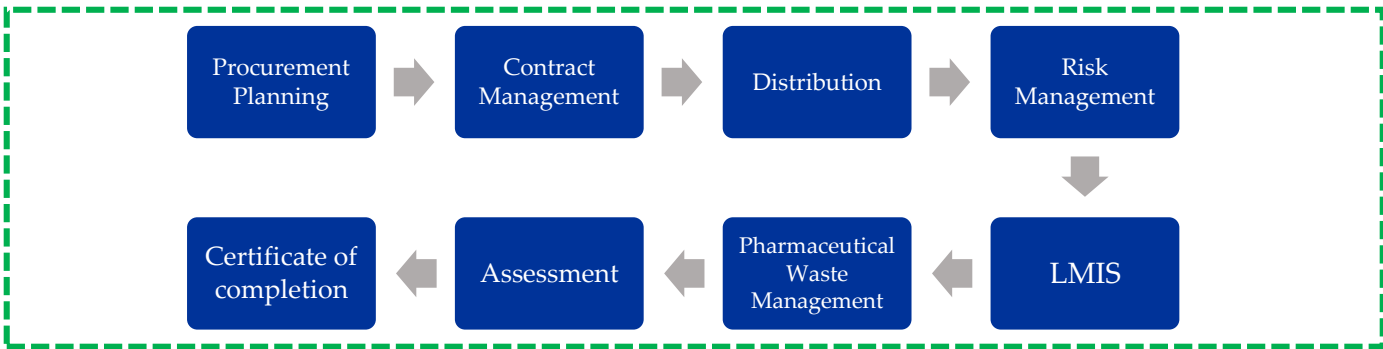 Procurement
Planning
Contract
Management
Distribution
Risk
Management
LMIS
Pharmaceutical
Waste
Management
Assessment
Certificate of
completion